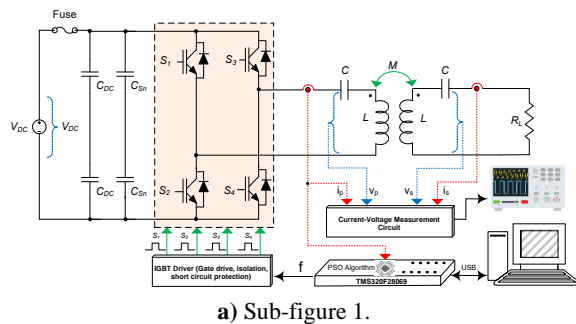 Fuse
S1
S3
C
M
C
CDC
CSn
VDC
VDC
L
L
RL
CDC
CSn
S2
S4
ip
vp
vs
is
Current-Voltage Measurement
Circuit
S1
S2
S3
S4
IGBT Driver (Gate drive, isolation,
short circuit protection)
f
PSO Algorithm
TMS320F28069
USB
a) Sub-figure 1.